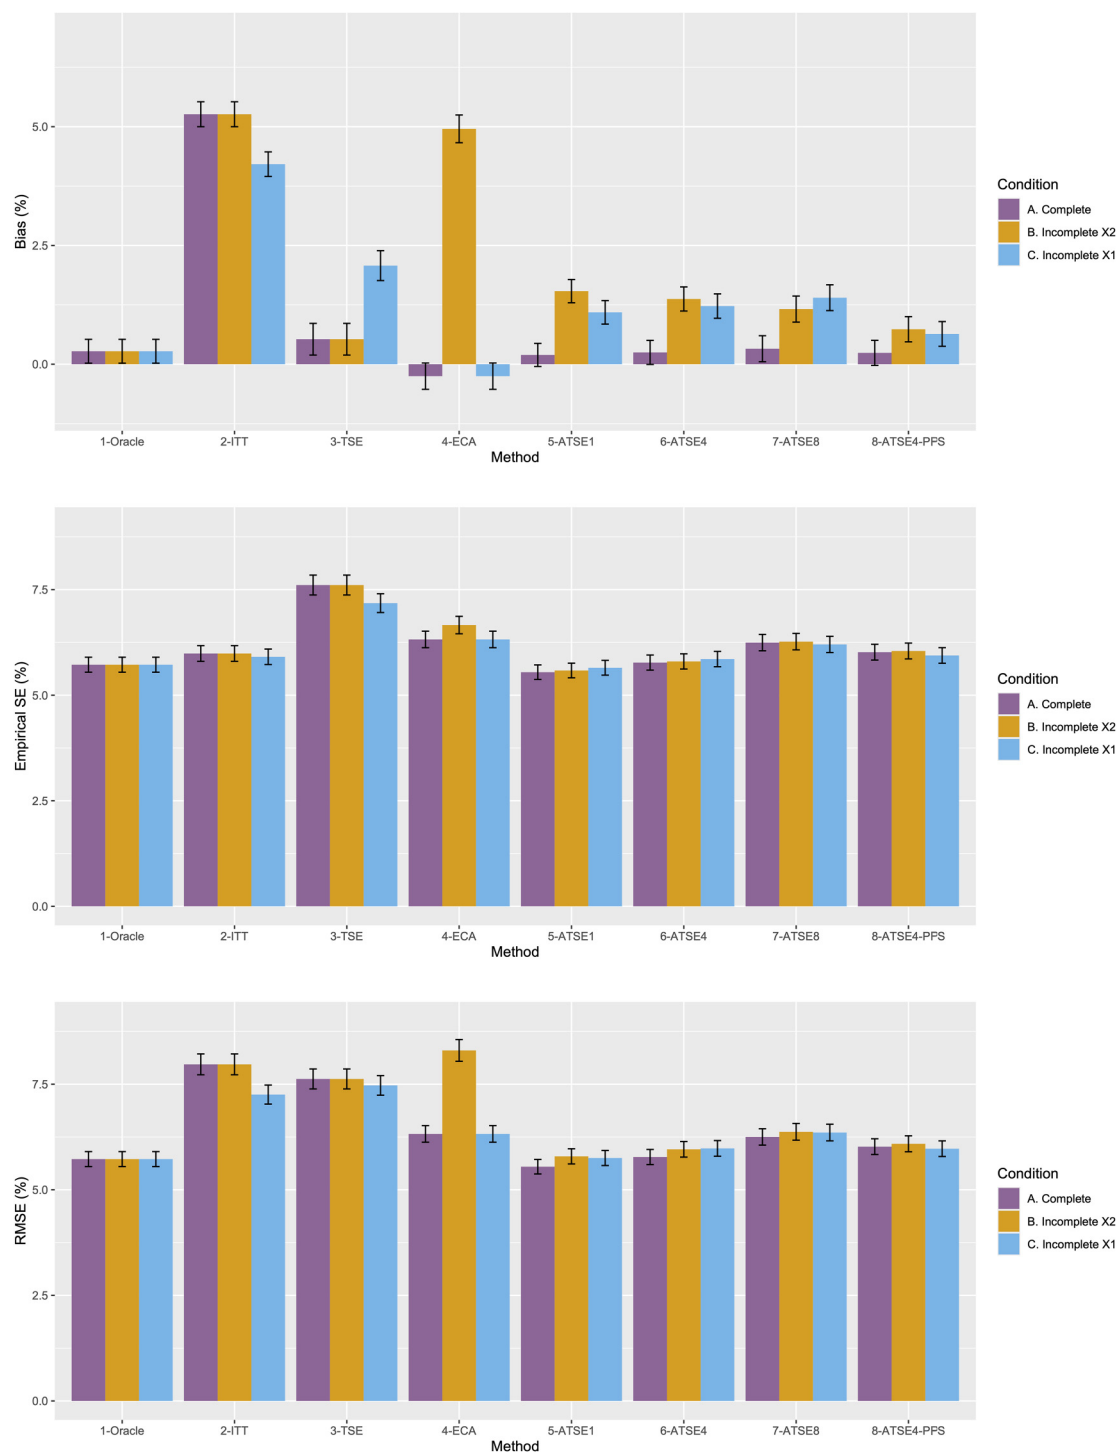 5.0
2.5
0.0
Bias (%)
1-Oracle 2-ITT 3-TSE 4-ECA 5-ATSE1 6-ATSE4 7-ATSE8 8-ATSE4-PPS
Method
Condition
A. Complete
B. Incomplete X2
C. Incomplete X1
7.5
5.0
2.5
0.0
Empirical SE (%)
1-Oracle 2-ITT 3-TSE 4-ECA 5-ATSE1 6-ATSE4 7-ATSE8 8-ATSE4-PPS
Method
Condition
A. Complete
B. Incomplete X2
C. Incomplete X1
7.5
5.0
2.5
0.0
RMSE (%)
1-Oracle 2-ITT 3-TSE 4-ECA 5-ATSE1 6-ATSE4 7-ATSE8 8-ATSE4-PPS
Method
Condition
A. Complete
B. Incomplete X2
C. Incomplete X1